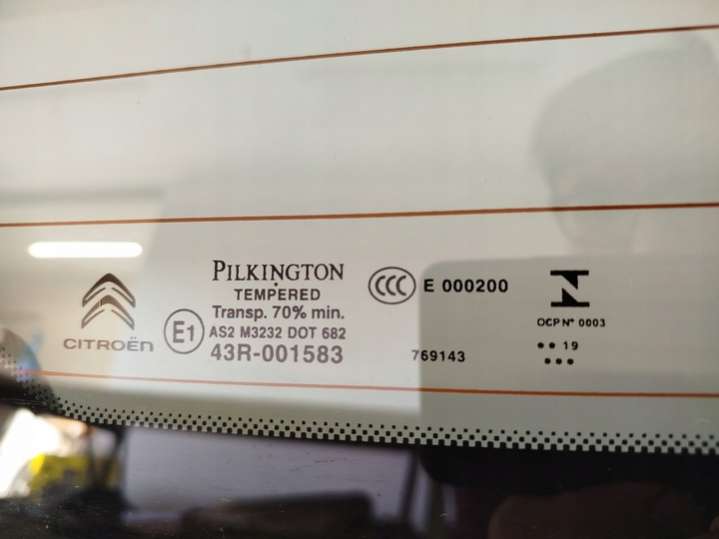 CITROËN
PILKINGTON
TEMPERED
Transp. 70% min.
E1
AS2 M3232 DOT 682
43R-001583
CCC
E 000200
769143
OCP Nº 0003
•• 19
•••